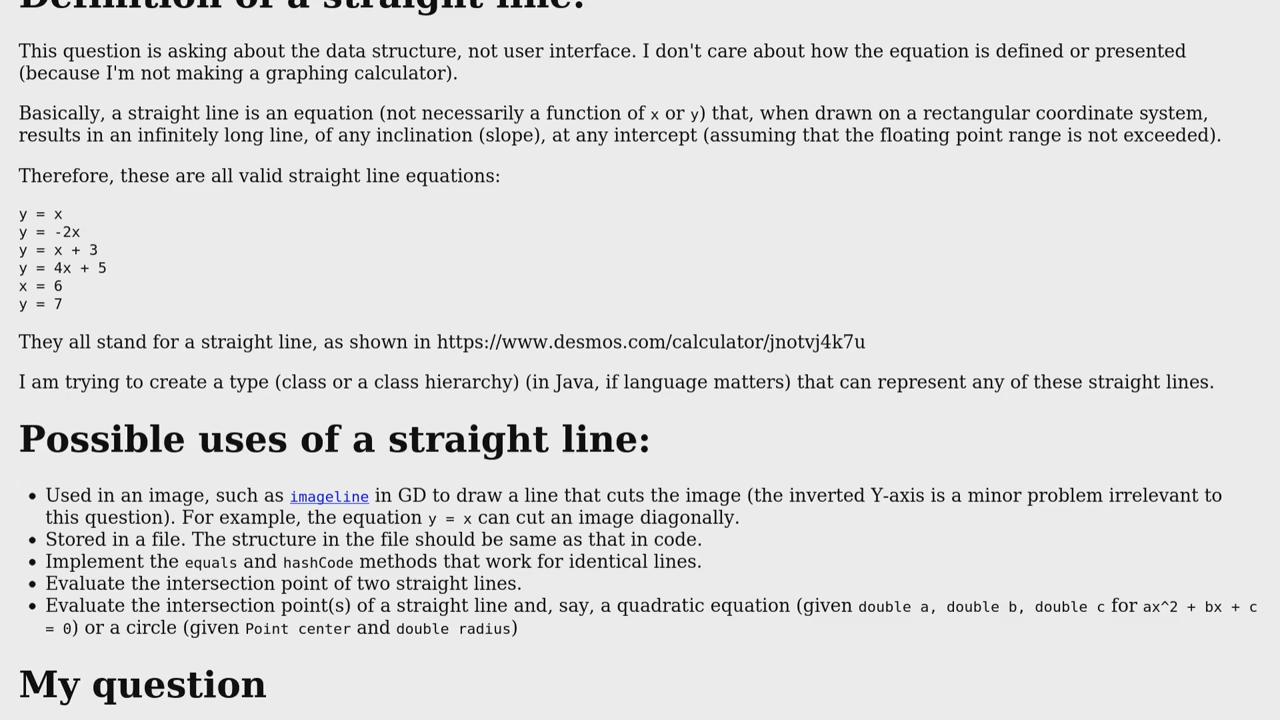 Definition of a straight line:
This question is asking about the data structure, not user interface. I don't care about how the equation is defined or presented
(because I'm not making a graphing calculator).
Basically, a straight line is an equation (not necessarily a function of x or y) that, when drawn on a rectangular coordinate system,
results in an infinitely long line, of any inclination (slope), at any intercept (assuming that the floating point range is not exceeded).
Therefore, these are all valid straight line equations:
y = x
y = -2x
y = x + 3
y = 4x + 5
x = 6
y = 7
They all stand for a straight line, as shown in https://www.desmos.com/calculator/jnotvj4k7u
I am trying to create a type (class or a class hierarchy) (in Java, if language matters) that can represent any of these straight lines.
Possible uses of a straight line:
• Used in an image, such as imageline in GD to draw a line that cuts the image (the inverted Y-axis is a minor problem irrelevant to
this question). For example, the equation y = x can cut an image diagonally.
• Stored in a file. The structure in the file should be same as that in code.
• Implement the equals and hashCode methods that work for identical lines.
• Evaluate the intersection point of two straight lines.
• Evaluate the intersection point(s) of a straight line and, say, a quadratic equation (given double a, double b, double c for ax^2 + bx + c
= 0) or a circle (given Point center and double radius)
My question